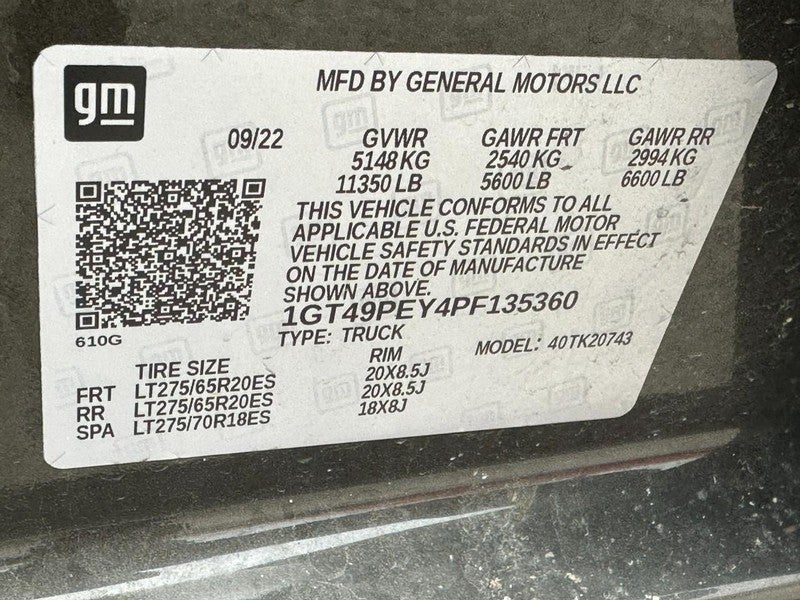 gm
MFD BY GENERAL MOTORS LLC
09/22 GVWR GAWR FRT GAWR RR
5148 KG 2540 KG 2994 KG
11350 LB 5600 LB 6600 LB
THIS VEHICLE CONFORMS TO ALL
APPLICABLE U.S. FEDERAL MOTOR
VEHICLE SAFETY STANDARDS IN EFFECT
ON THE DATE OF MANUFACTURE
SHOWN ABOVE.
1GT49PEY4PF135360
610G
TYPE: TRUCK MODEL: 40TK20743
TIRE SIZE RIM
FRT LT275/65R20ES 20X8.5J
RR LT275/65R20ES 20X8.5J
SPA LT275/70R18ES 18X8J